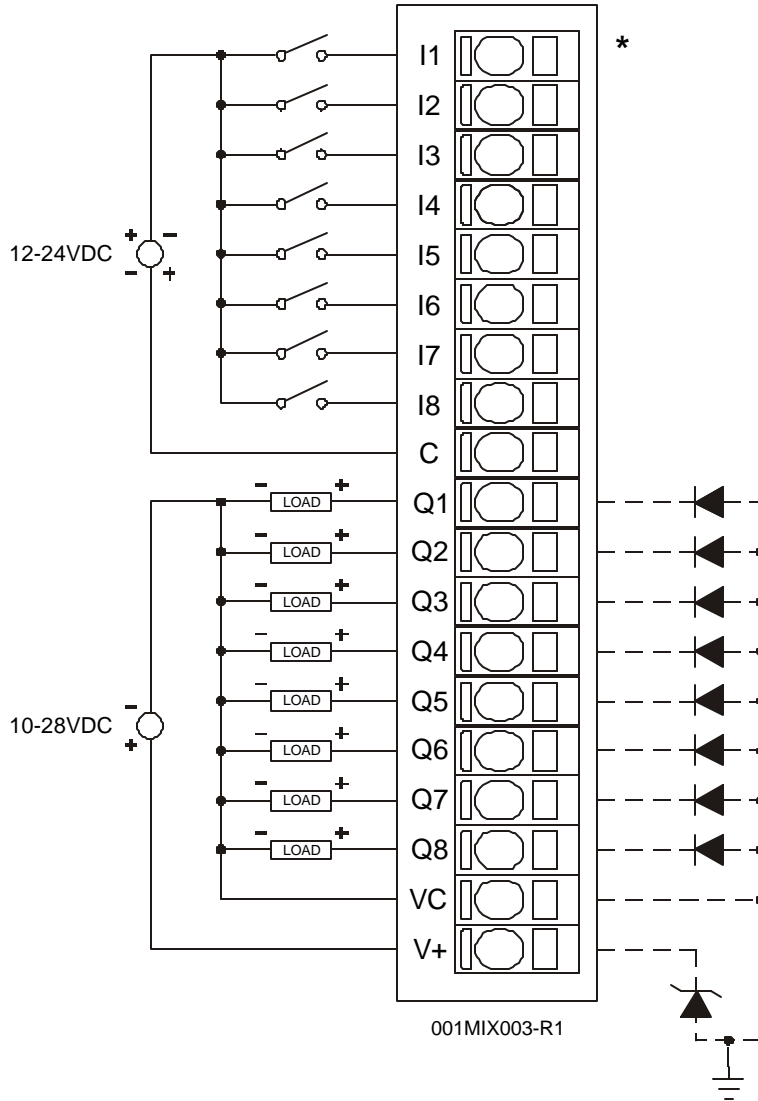 *
I1
I2
I3
I4
I5
I6
I7
I8
C
12-24VDC
+ −
− +
− LOAD + Q1
− LOAD + Q2
− LOAD + Q3
− LOAD + Q4
− LOAD + Q5
− LOAD + Q6
− LOAD + Q7
− LOAD + Q8
10-28VDC
−
+
VC
V+
001MIX003-R1